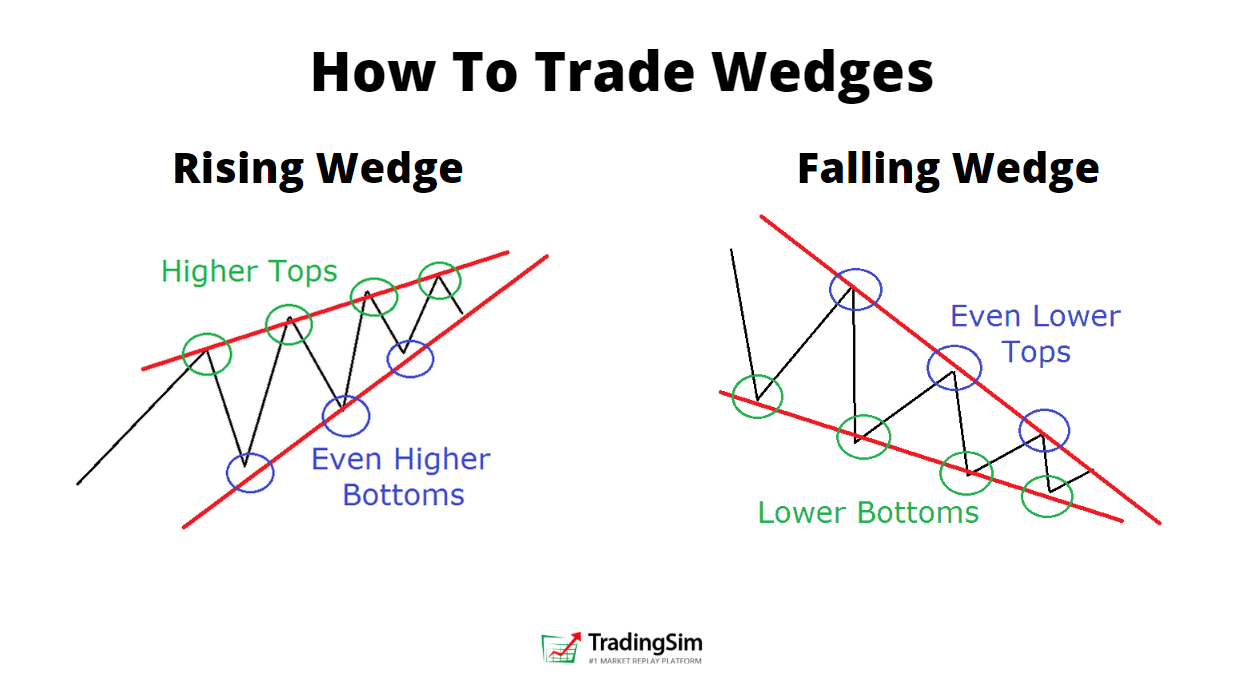 How To Trade Wedges
Rising Wedge
Higher Tops
Even Higher
Bottoms
Falling Wedge
Even Lower
Tops
Lower Bottoms
TradingSim
#1 MARKET REPLAY PLATFORM